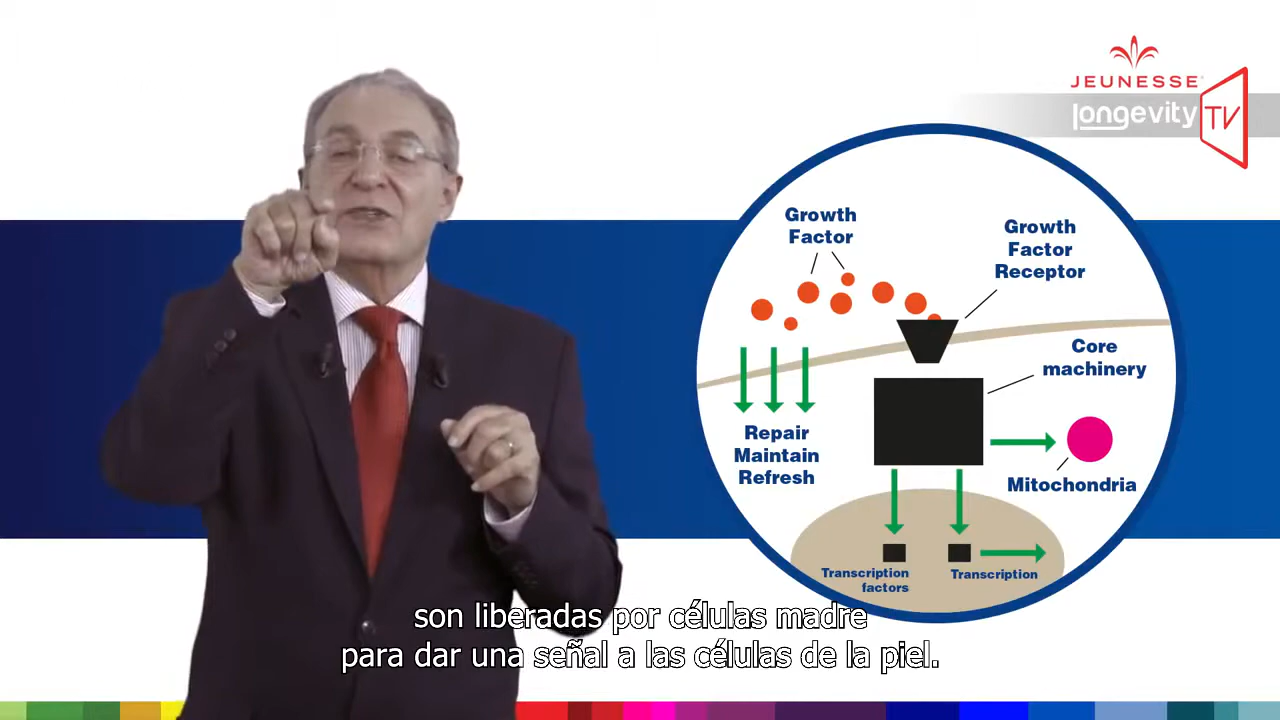 JEUNESSE
longevity TV
Growth
Factor
Growth
Factor
Receptor
Core
machinery
Repair
Maintain
Refresh
Mitochondria
Transcription
factors
Transcription
son liberadas por células madre
para dar una señal a las células de la piel.